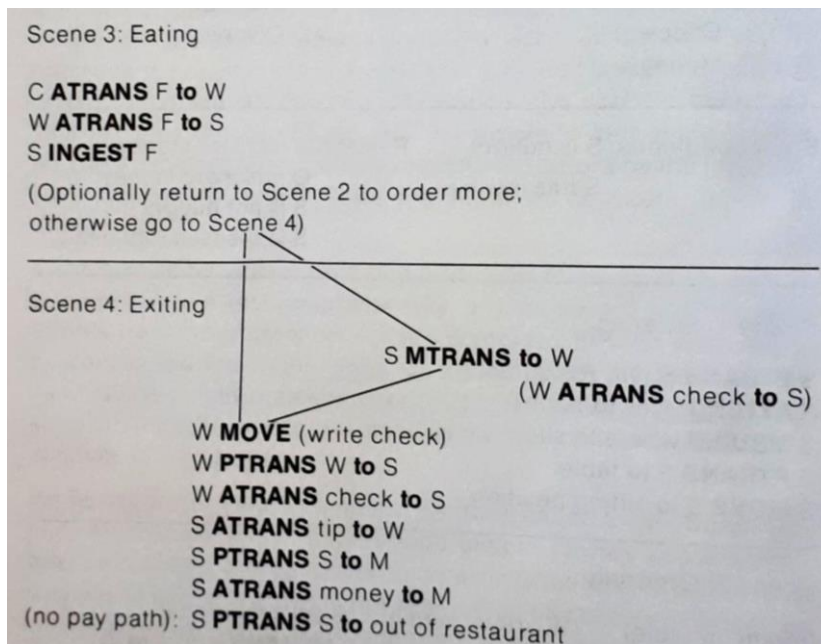 Scene 3: Eating
C ATRANS F to W
W ATRANS F to S
S INGEST F
(Optionally return to Scene 2 to order more;
otherwise go to Scene 4)
Scene 4: Exiting
S MTRANS to W
(W ATRANS check to S)
W MOVE (write check)
W PTRANS W to S
W ATRANS check to S
S ATRANS tip to W
S PTRANS S to M
S ATRANS money to M
(no pay path): S PTRANS S to out of restaurant